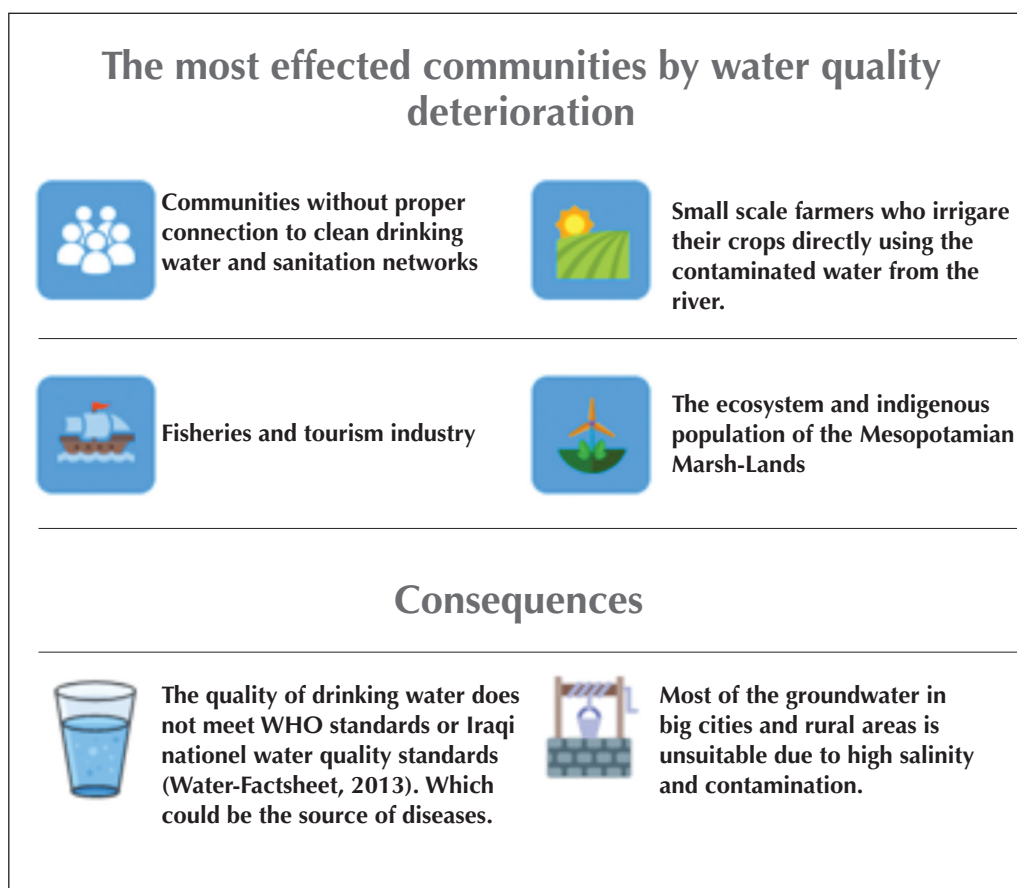 The most effected communities by water quality
deterioration
Communities without proper
connection to clean drinking
water and sanitation networks
Small scale farmers who irrigare
their crops directly using the
contaminated water from the
river.
Fisheries and tourism industry
The ecosystem and indigenous
population of the Mesopotamian
Marsh-Lands
Consequences
The quality of drinking water does
not meet WHO standards or Iraqi
nationel water quality standards
(Water-Factsheet, 2013). Which
could be the source of diseases.
Most of the groundwater in
big cities and rural areas is
unsuitable due to high salinity
and contamination.